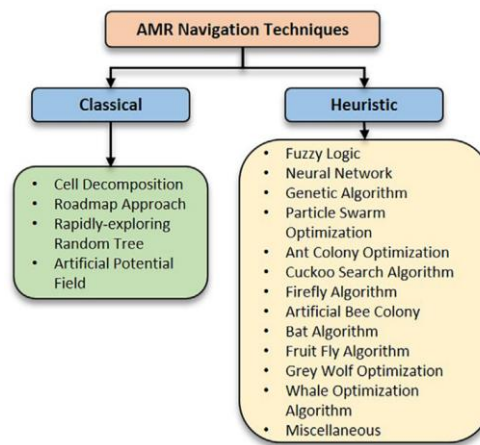 AMR Navigation Techniques
Classical
Heuristic
• Cell Decomposition
• Roadmap Approach
• Rapidly-exploring
Random Tree
• Artificial Potential
Field
• Fuzzy Logic
• Neural Network
• Genetic Algorithm
• Particle Swarm
Optimization
• Ant Colony Optimization
• Cuckoo Search Algorithm
• Firefly Algorithm
• Artificial Bee Colony
• Bat Algorithm
• Fruit Fly Algorithm
• Grey Wolf Optimization
• Whale Optimization
Algorithm
• Miscellaneous